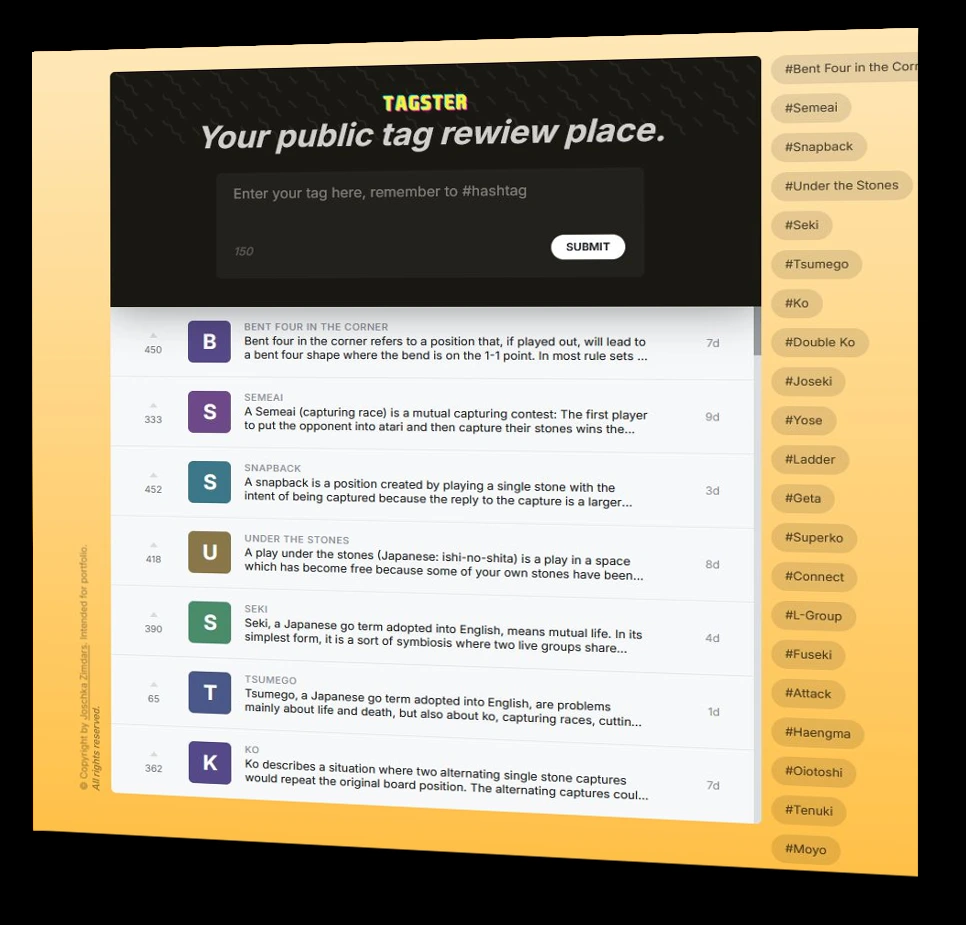 TAGSTER
Your public tag rewiew place.
Enter your tag here, remember to #hashtag
150
SUBMIT
450
B
BENT FOUR IN THE CORNER
Bent four in the corner refers to a position that, if played out, will lead to
a bent four shape where the bend is on the 1-1 point. In most rule sets ...
7d
333
S
SEMEAI
A Semeai (capturing race) is a mutual capturing contest: The first player
to put the opponent into atari and then capture their stones wins the...
9d
452
S
SNAPBACK
A snapback is a position created by playing a single stone with the
intent of being captured because the reply to the capture is a larger...
3d
418
U
UNDER THE STONES
A play under the stones (Japanese: ishi-no-shita) is a play in a space
which has become free because some of your own stones have been...
8d
390
S
SEKI
Seki, a Japanese go term adopted into English, means mutual life. In its
simplest form, it is a sort of symbiosis where two live groups share...
4d
65
T
TSUMEGO
Tsumego, a Japanese go term adopted into English, are problems
mainly about life and death, but also about ko, capturing races, cuttin...
1d
362
K
KO
Ko describes a situation where two alternating single stone captures
would repeat the original board position. The alternating captures coul...
7d
#Bent Four in the Corr
#Semeai
#Snapback
#Under the Stones
#Seki
#Tsumego
#Ko
#Double Ko
#Joseki
#Yose
#Ladder
#Geta
#Superko
#Connect
#L-Group
#Fuseki
#Attack
#Haengma
#Oiotoshi
#Tenuki
#Moyo
© Copyright by Joschka Zimdars. Intended for portfolio.
All rights reserved.